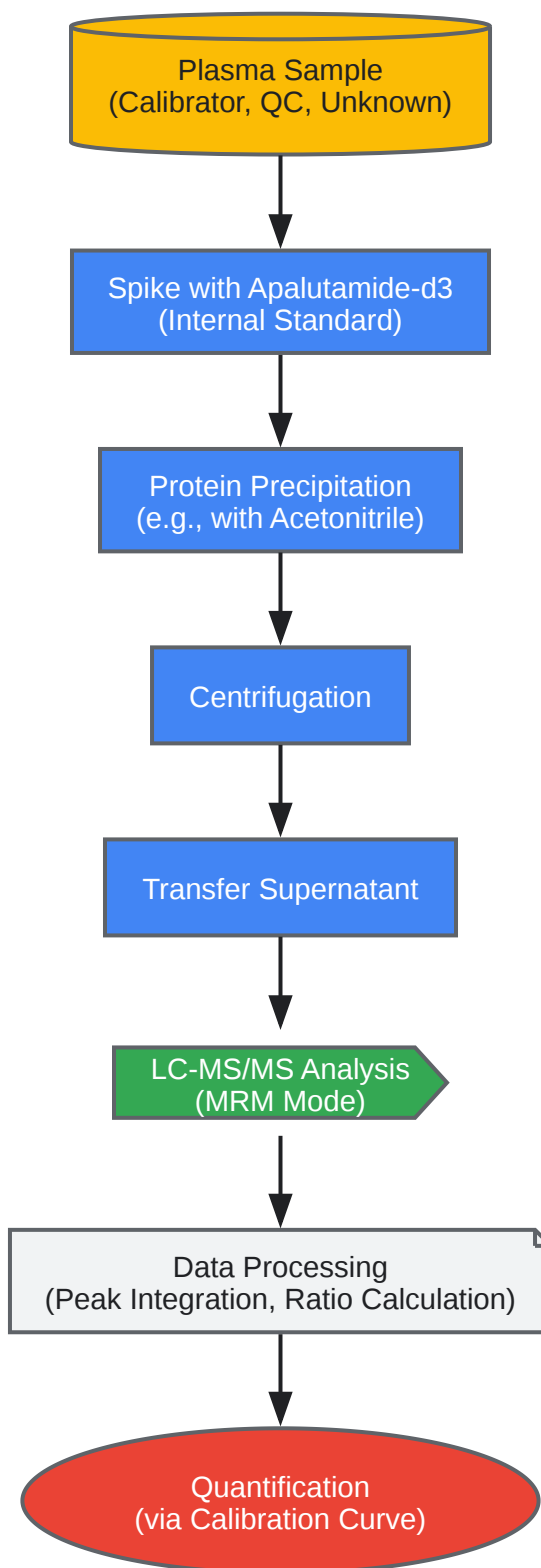 Plasma Sample
(Calibrator, QC, Unknown)
Spike with Apalutamide-d3
(Internal Standard)
Protein Precipitation
(e.g., with Acetonitrile)
Centrifugation
Transfer Supernatant
LC-MS/MS Analysis
(MRM Mode)
Data Processing
(Peak Integration, Ratio Calculation)
Quantification
(via Calibration Curve)